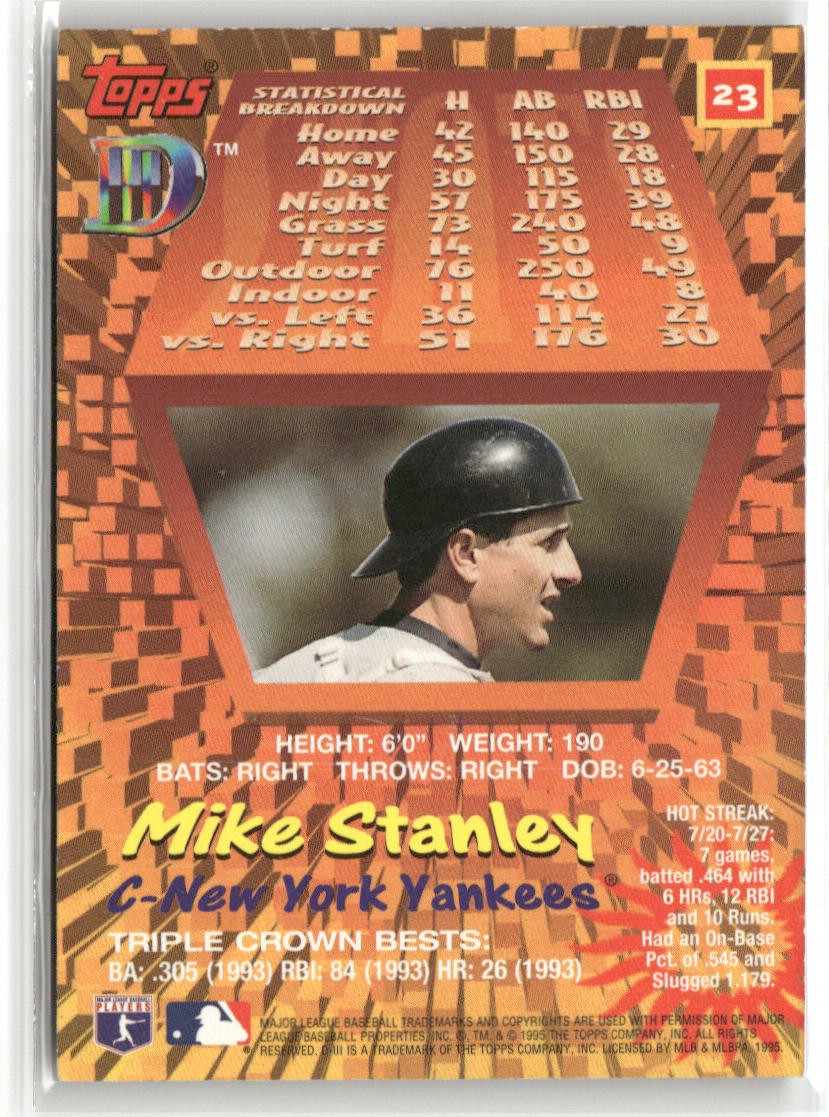 Topps®
23
D III™
STATISTICAL BREAKDOWN H AB RBI
Home 42 140 29
Away 45 150 28
Day 30 115 18
Night 57 175 39
Grass 73 240 48
Turf 14 50 9
Outdoor 76 250 49
Indoor 11 40 8
vs. Left 36 114 27
vs. Right 51 176 30
HEIGHT: 6'0" WEIGHT: 190
BATS: RIGHT THROWS: RIGHT DOB: 6-25-63
Mike Stanley
C-New York Yankees®
TRIPLE CROWN BESTS:
BA: .305 (1993) RBI: 84 (1993) HR: 26 (1993)
HOT STREAK:
7/20-7/27:
7 games,
batted .464 with
6 HRs, 12 RBI
and 10 Runs.
Had an On-Base
Pct. of .545 and
Slugged 1.179.
MAJOR LEAGUE BASEBALL
PLAYERS
MAJOR LEAGUE BASEBALL TRADEMARKS AND COPYRIGHTS ARE USED WITH PERMISSION OF MAJOR
LEAGUE BASEBALL PROPERTIES, INC. ©, TM, & © 1995 THE TOPPS COMPANY, INC. ALL RIGHTS
® RESERVED. D-III IS A TRADEMARK OF THE TOPPS COMPANY, INC. LICENSED BY MLB & MLBPA, 1995.